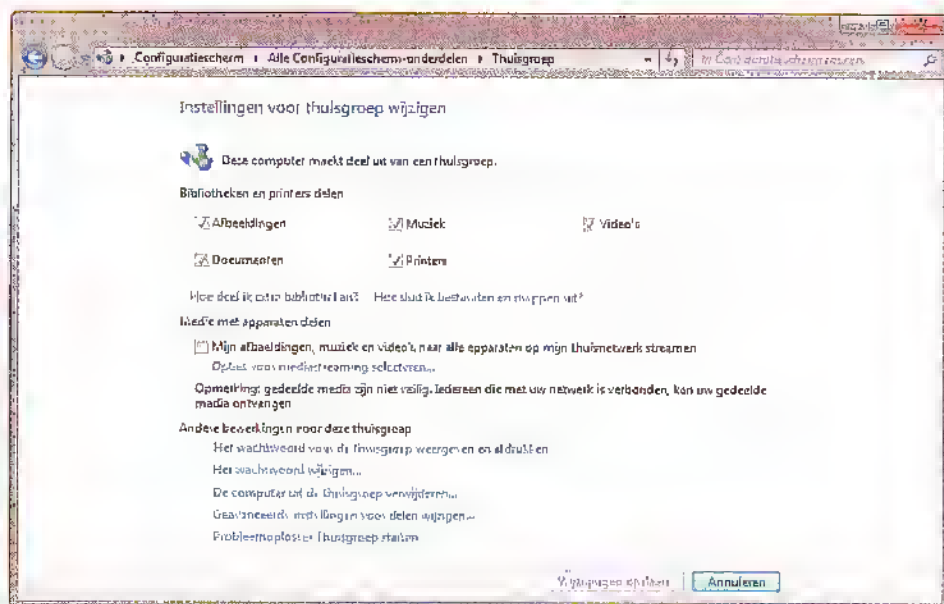 Configuratiescherm Alle Configuratiescherm-onderdelen Thuisgroep
Instellingen voor thuisgroep wijzigen
Deze computer maakt deel uit van een thuisgroep.
Bibliotheken en printers delen
Afbeeldingen Muziek Video's
Documenten Printers
Hoe deel ik extra bibliotheken? Hoe sluit ik bestanden en mappen uit?
Media met apparaten delen
Mijn afbeeldingen, muziek en video's naar alle apparaten op mijn thuisnetwerk streamen
Opties voor mediastreaming selecteren...
Opmerking: gedeelde media zijn niet veilig. Iedereen die met uw netwerk is verbonden, kan uw gedeelde
media ontvangen
Andere bewerkingen voor deze thuisgroep
Het wachtwoord voor de thuisgroep weergeven en afdrukken
Het wachtwoord wijzigen...
De computer uit de thuisgroep verwijderen...
Geavanceerde instellingen voor delen wijzigen...
Probleemoplosser Thuisgroep starten
Wijzigingen opslaan Annuleren